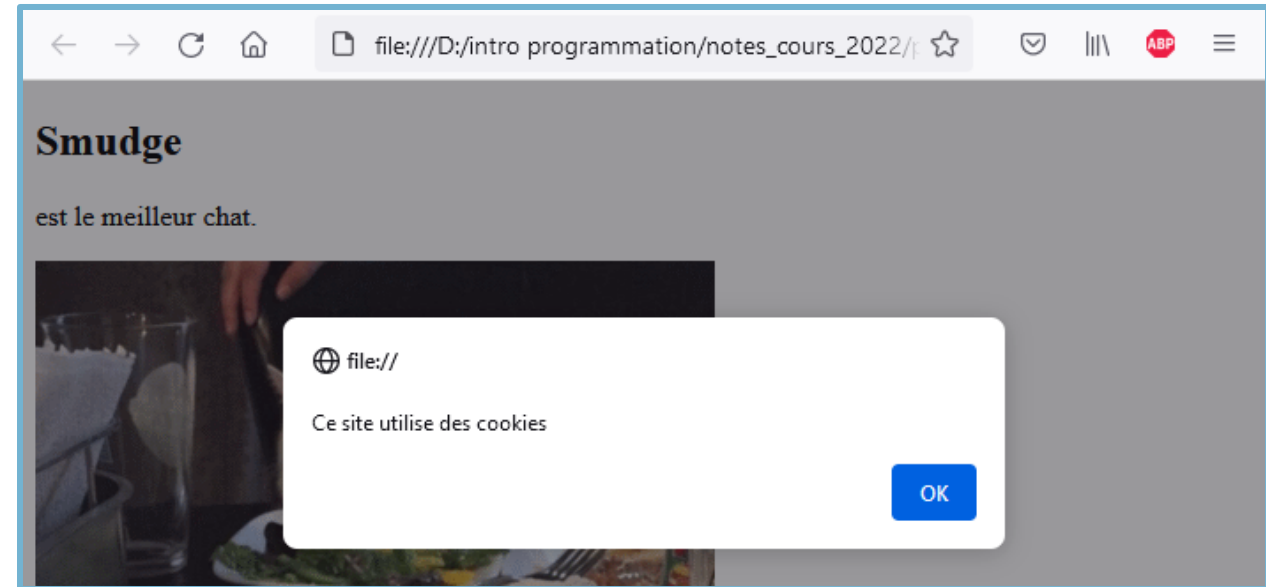 file:///D:/intro programmation/notes_cours_2022/
ABP
Smudge
est le meilleur chat.
file://
Ce site utilise des cookies
OK